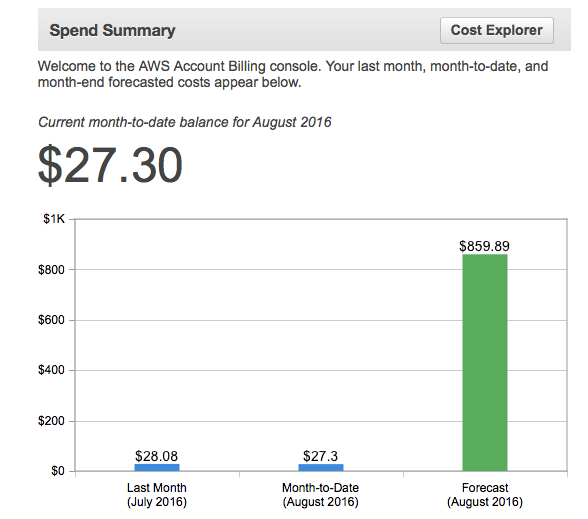 Spend Summary
Cost Explorer
Welcome to the AWS Account Billing console. Your last month, month-to-date, and
month-end forecasted costs appear below.
Current month-to-date balance for August 2016
$27.30
$1K
$800
$600
$400
$200
$0
$28.08
$27.3
$859.89
Last Month
(July 2016)
Month-to-Date
(August 2016)
Forecast
(August 2016)